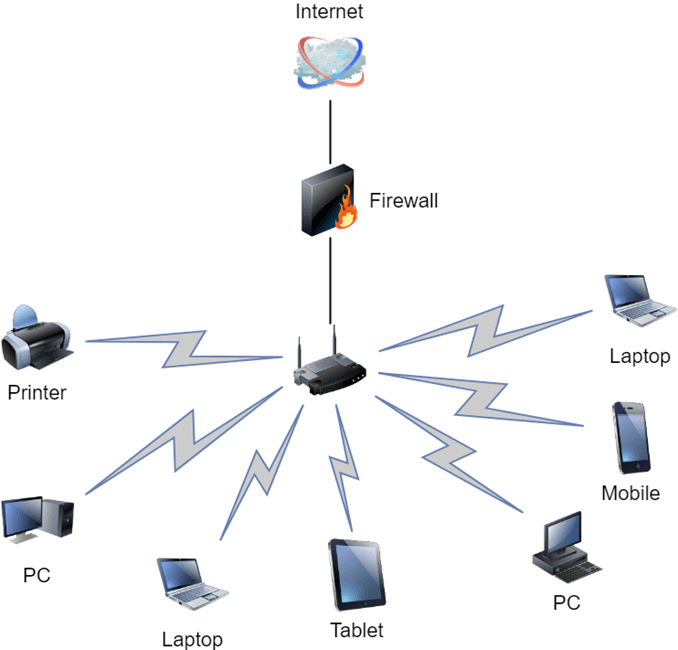 Internet
Firewall
Laptop
Printer
Mobile
PC
PC
Tablet
Laptop